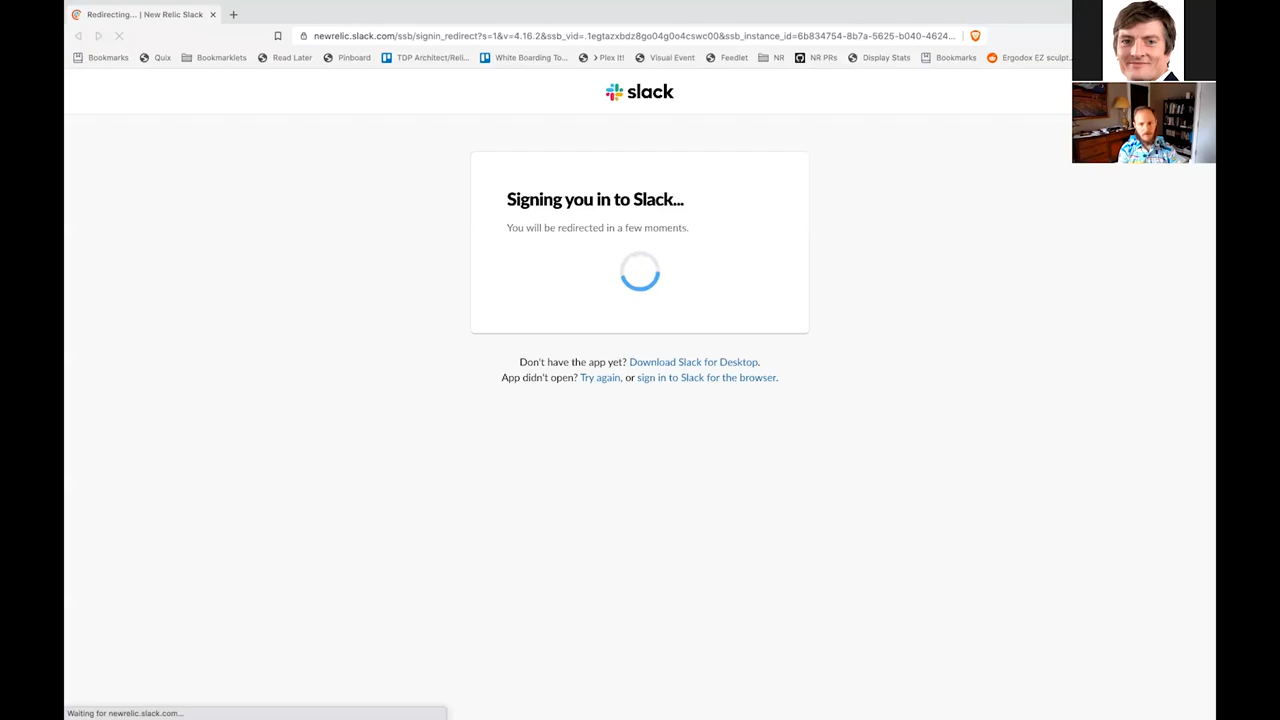 Redirecting... | New Relic Slack
newrelic.slack.com/ssb/signin_redirect?s=1&v=4.16.2&ssb_vid=.1egtazxbdz8go04g0o4cswc00&ssb_instance_id=6b834754-8b7a-5625-b040-4624...
Bookmarks Quix Bookmarklets Read Later Pinboard TDP Architect/Reli... White Boarding To... > Plex It! Visual Event Feedlet NR NR PRs Display Stats Bookmarks Ergodox EZ sculpt...
slack
Signing you in to Slack...
You will be redirected in a few moments.
Don't have the app yet? Download Slack for Desktop.
App didn't open? Try again, or sign in to Slack for the browser.
Waiting for newrelic.slack.com...